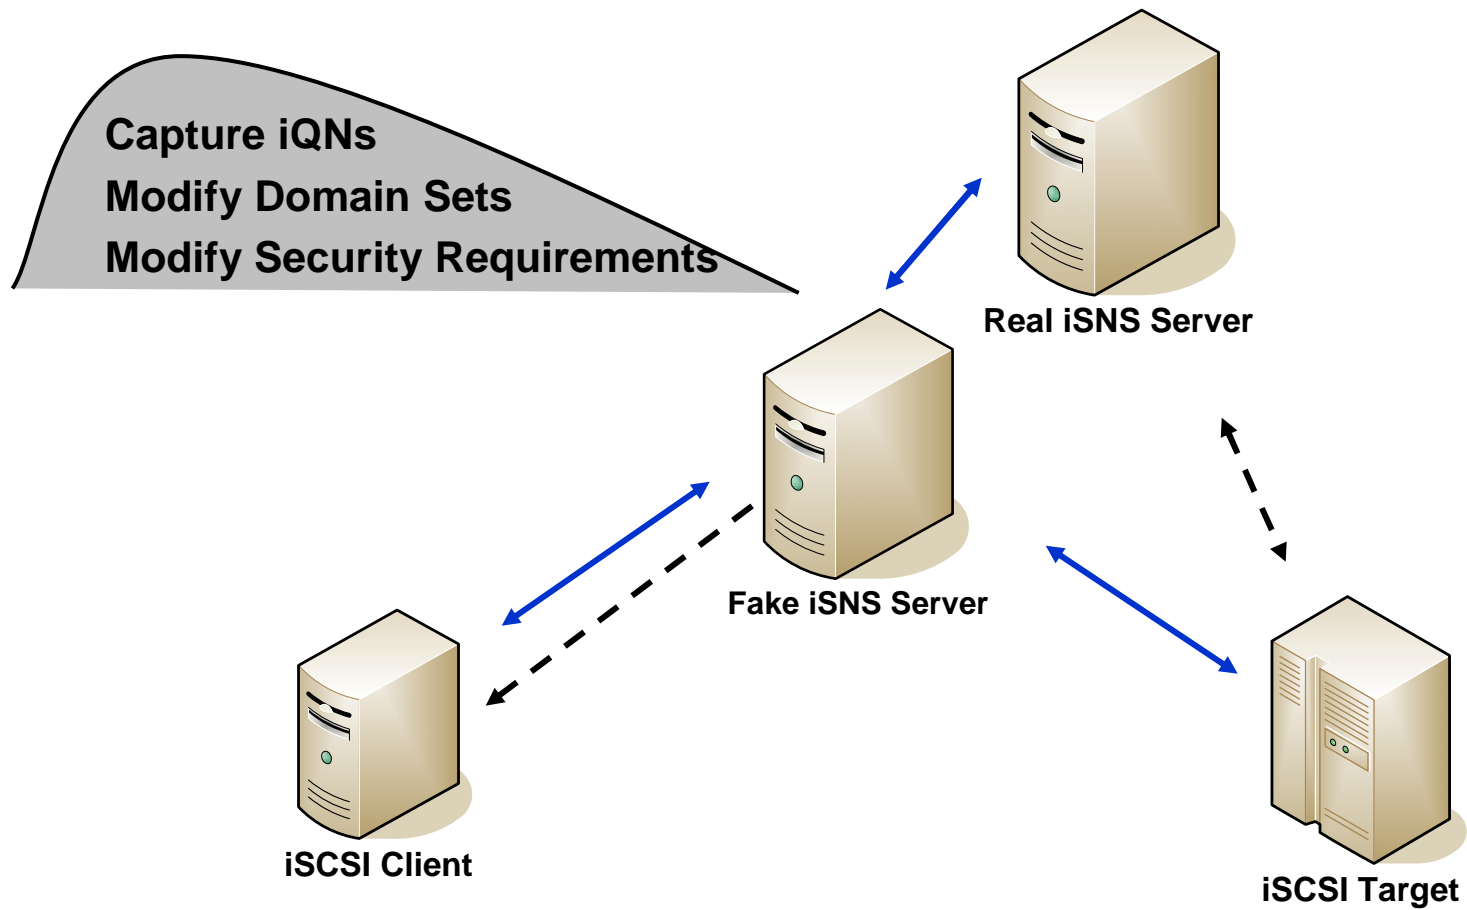 Capture iQNs
Modify Domain Sets
Modify Security Requirements
Real iSNS Server
Fake iSNS Server
iSCSI Client
iSCSI Target